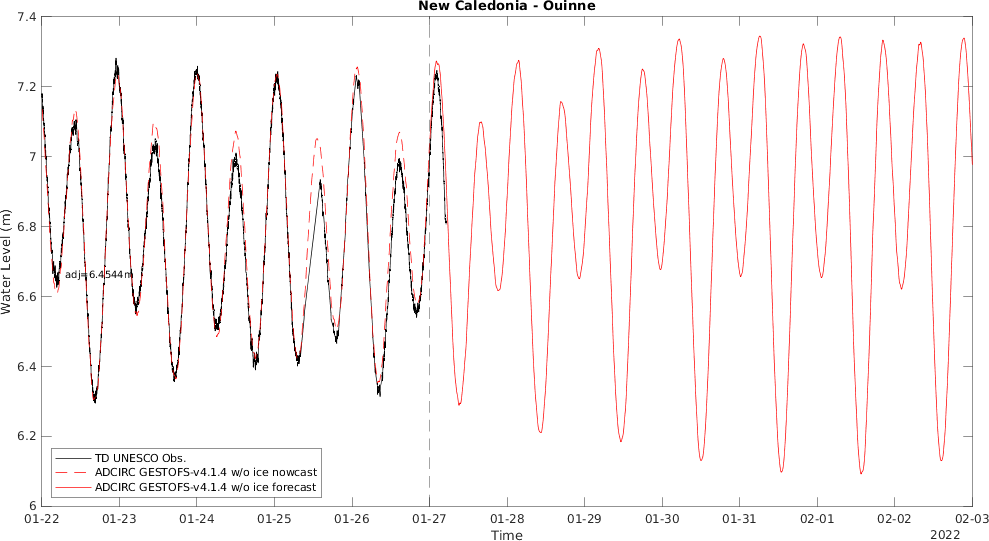 New Caledonia - Ouinne
7.4
7.2
7
6.8
6.6
6.4
6.2
6
Water Level (m)
adj=6.4544m
TD UNESCO Obs.
ADCIRC GESTOFS-v4.1.4 w/o ice nowcast
ADCIRC GESTOFS-v4.1.4 w/o ice forecast
01-22 01-23 01-24 01-25 01-26 01-27 01-28 01-29 01-30 01-31 02-01 02-02 02-03
Time
2022